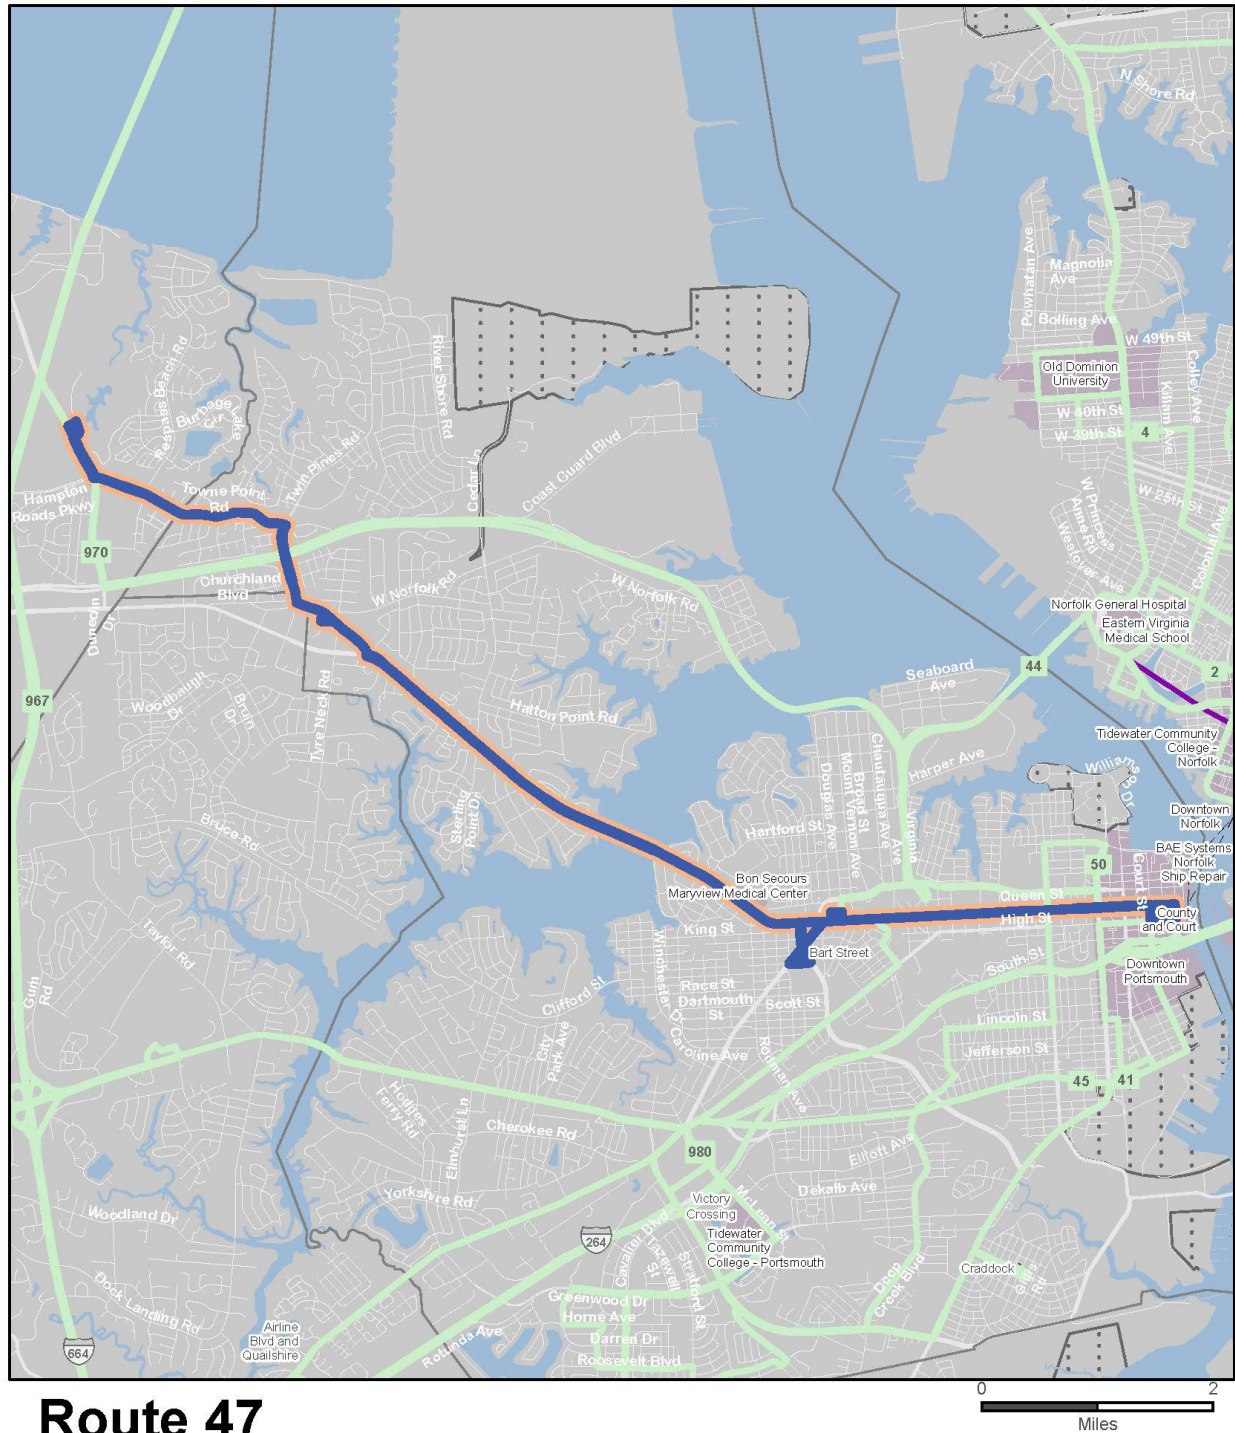 N Shore Rd
Powhatan Ave
Magnolia
Ave
Bolling Ave
W 49th St
Colley Ave
Old Dominion
University
Killam Ave
W 40th St
W 39th St
4
W 25th St
W Princess
Anne Rd
Westover Ave
Colonial Ave
Respass Beach Rd
Burbage Lake
Cir
River Shore Rd
Twin Pines Rd
Cedar Ln
Coast Guard Blvd
Hampton
Roads Pkwy
Towne Point
Rd
970
Churchland
Blvd
W Norfolk Rd
W Norfolk Rd
Dunedin
Dr
Norfolk General Hospital
Eastern Virginia
Medical School
2
44
Seaboard
Ave
967
Woodbaugh
Dr
Bruin
Dr
Tyre Neck Rd
Hatton Point Rd
Tidewater Community
College -
Norfolk
Harper Ave
Williams
Dr
Chautauqua Ave
Broad St
Mount Vernon Ave
Douglas Ave
Virginia
Ave
Sterling
Point Dr
Bruce Rd
Hartford St
Downtown
Norfolk
BAE Systems
Norfolk
Ship Repair
50
Court St
Bon Secours
Maryview Medical Center
Queen St
High St
County
and Court
King St
Bart Street
Taylor Rd
Winchester Dr
South St
Downtown
Portsmouth
Gum
Rd
Clifford St
Race St
Dartmouth
St
Scott St
Lincoln St
City
Park Ave
Caroline Ave
Rodman Ave
Jefferson St
45
41
Hodges
Ferry Rd
Elmhurst Ln
Cherokee Rd
980
Elliott Ave
Yorkshire Rd
Dekalb Ave
Victory
Crossing
McLean St
Woodland Dr
264
Cavalier Blvd
Hazewell
St
Stratford St
Tidewater
Community
College - Portsmouth
Craddock
Deep
Creek Blvd
Dock Landing Rd
Greenwood Dr
Horne Ave
Airline
Blvd and
Quailshire
Rotunda Ave
Darren Dr
Roosevelt Blvd
664
Route 47
0 2
Miles